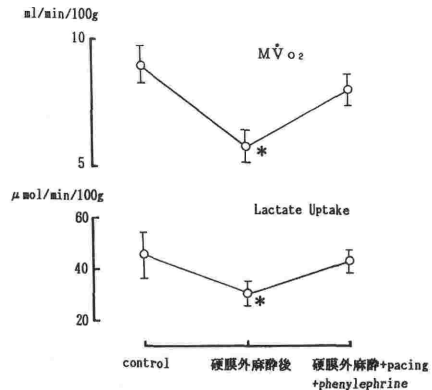 ml/min/100g
10
MV̇o₂
*
5
μmol/min/100g
Lactate Uptake
60
40
*
20
control 硬膜外麻酔後 硬膜外麻酔+pacing
+phenylephrine